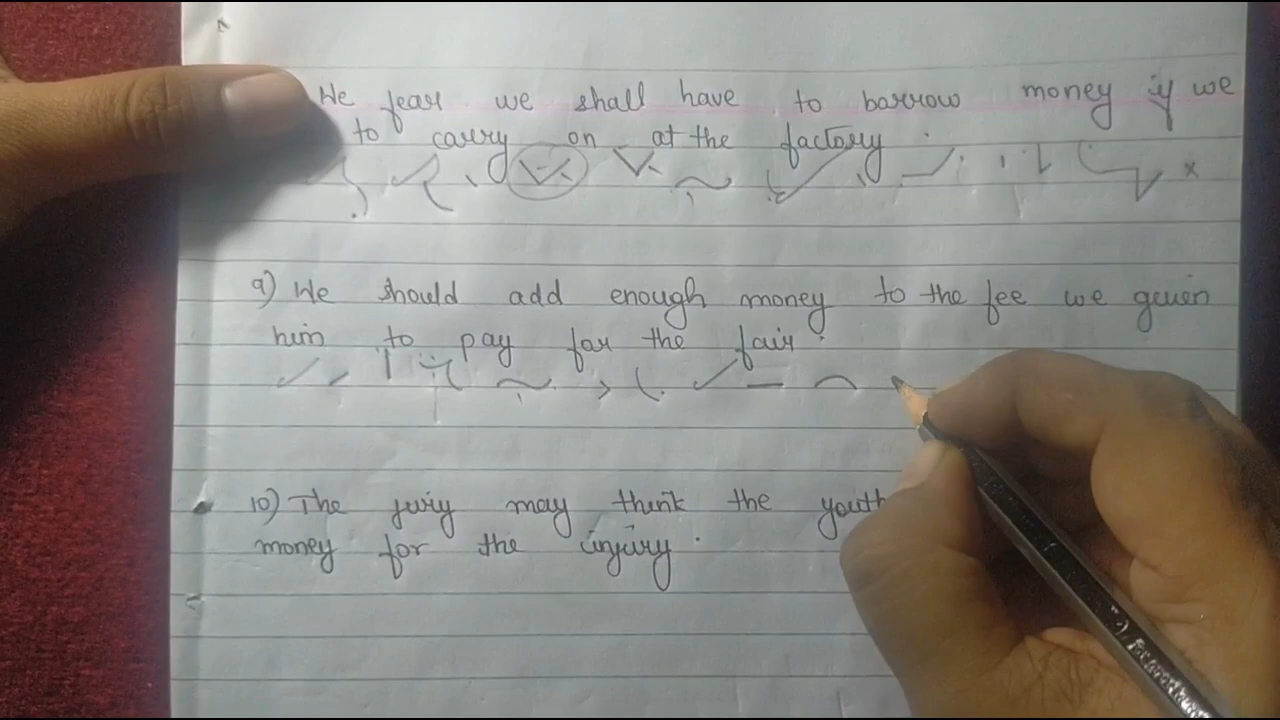 We fear we shall have to borrow money if we
to carry on at the factory.
9) We should add enough money to the fee we given
him to pay for the fair.
10) The jury may think the youth
money for the injury.